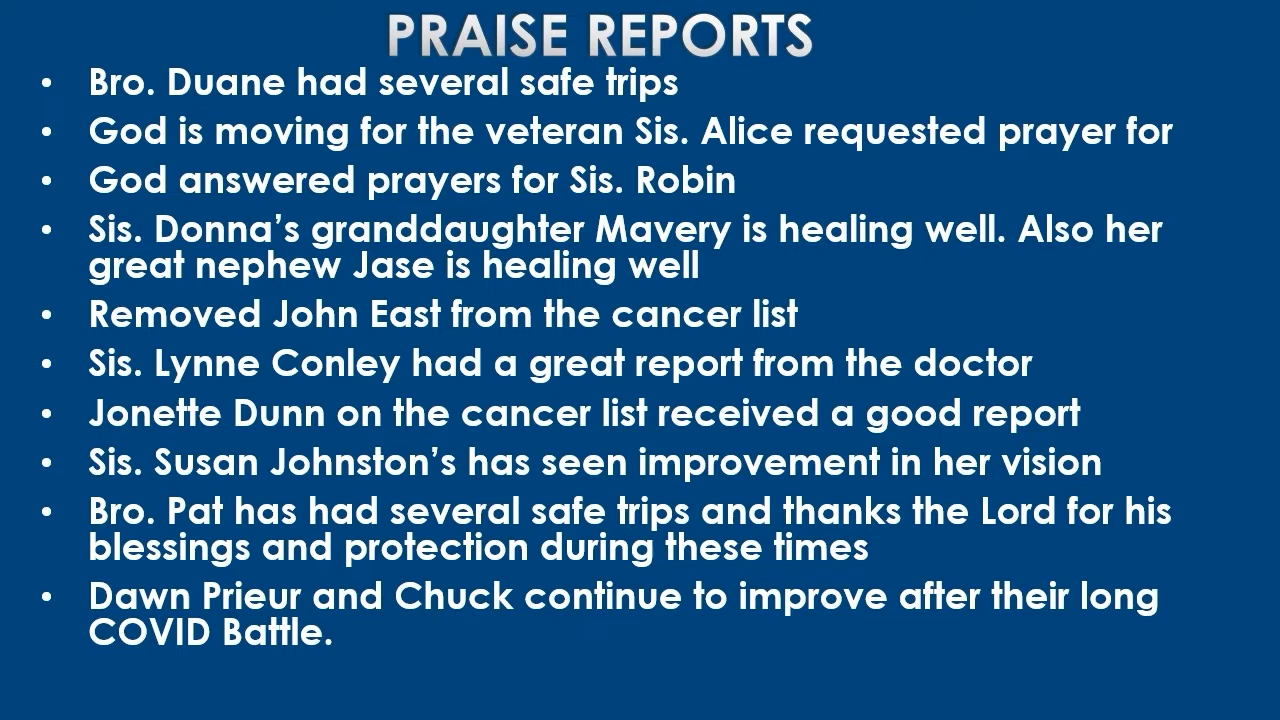 PRAISE REPORTS
• Bro. Duane had several safe trips
• God is moving for the veteran Sis. Alice requested prayer for
• God answered prayers for Sis. Robin
• Sis. Donna’s granddaughter Mavery is healing well. Also her
great nephew Jase is healing well
• Removed John East from the cancer list
• Sis. Lynne Conley had a great report from the doctor
• Jonette Dunn on the cancer list received a good report
• Sis. Susan Johnston’s has seen improvement in her vision
• Bro. Pat has had several safe trips and thanks the Lord for his
blessings and protection during these times
• Dawn Prieur and Chuck continue to improve after their long
COVID Battle.